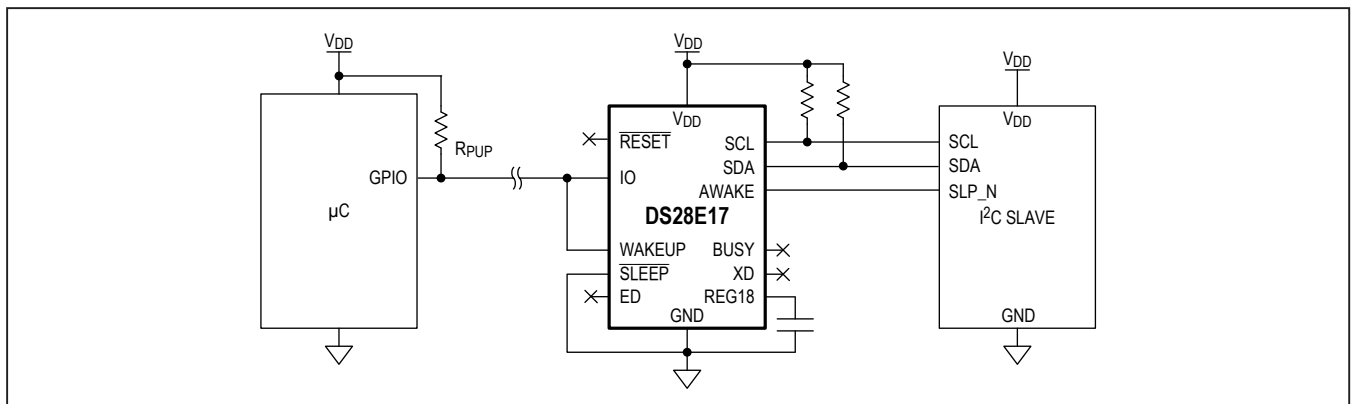 VDD
RPUP
GPIO
µC
VDD
VDD
RESET
IO
WAKEUP
SLEEP
ED
DS28E17
SCL
SDA
AWAKE
BUSY
XD
REG18
GND
VDD
VDD
SCL
SDA
SLP_N
I2C SLAVE
GND